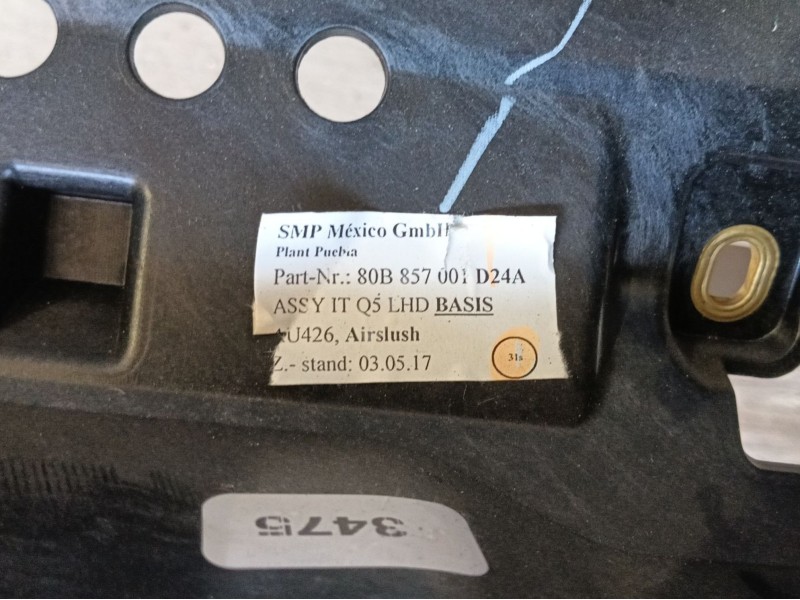 SMP México GmbH
Plant Puebla
Part-Nr.: 80B 857 001 D24A
ASSY IT Q5 LHD BASIS
AU426, Airslush
Z.- stand: 03.05.17
31s
3475